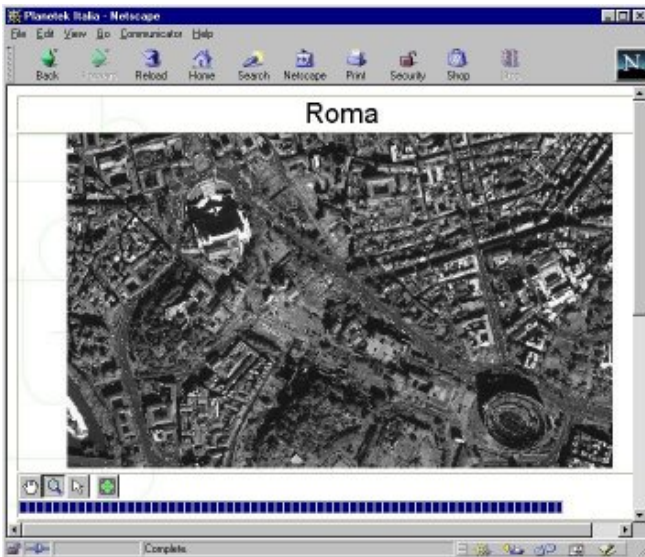 Planetek Italia - Netscape
File Edit View Go Communicator Help
Back Forward Reload Home Search Netscape Print Security Shop Stop
N
Roma
Complete.